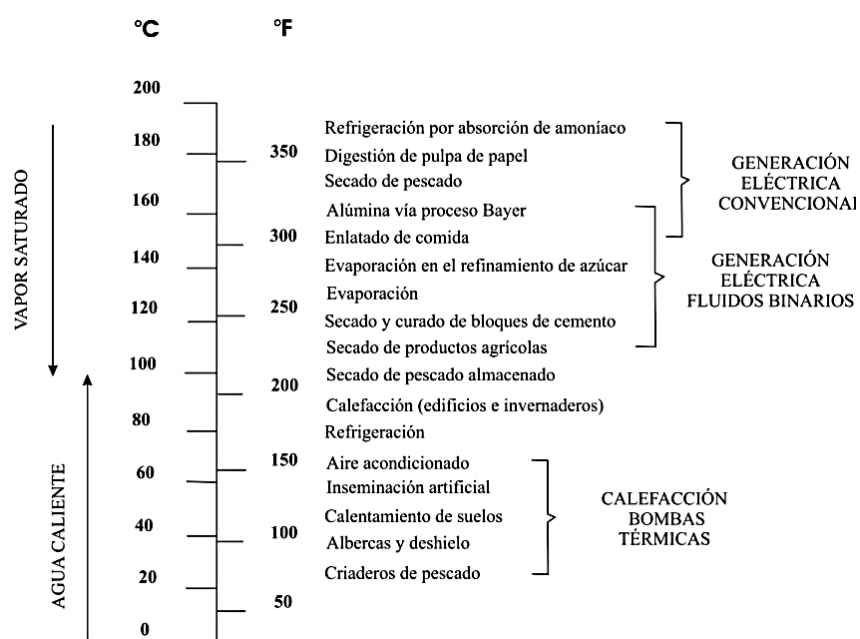 °C
°F
200
180
160
140
120
100
80
60
40
20
0
350
300
250
200
150
100
50
VAPOR SATURADO
AGUA CALIENTE
Refrigeración por absorción de amoníaco
Digestión de pulpa de papel
Secado de pescado
Alúmina vía proceso Bayer
Enlatado de comida
Evaporación en el refinamiento de azúcar
Evaporación
Secado y curado de bloques de cemento
Secado de productos agrícolas
Secado de pescado almacenado
Calefacción (edificios e invernaderos)
Refrigeración
Aire acondicionado
Inseminación artificial
Calentamiento de suelos
Albercas y deshielo
Criaderos de pescado
GENERACIÓN
ELÉCTRICA
CONVENCIONAL
GENERACIÓN
ELÉCTRICA
FLUIDOS BINARIOS
CALEFACCIÓN
BOMBAS
TÉRMICAS